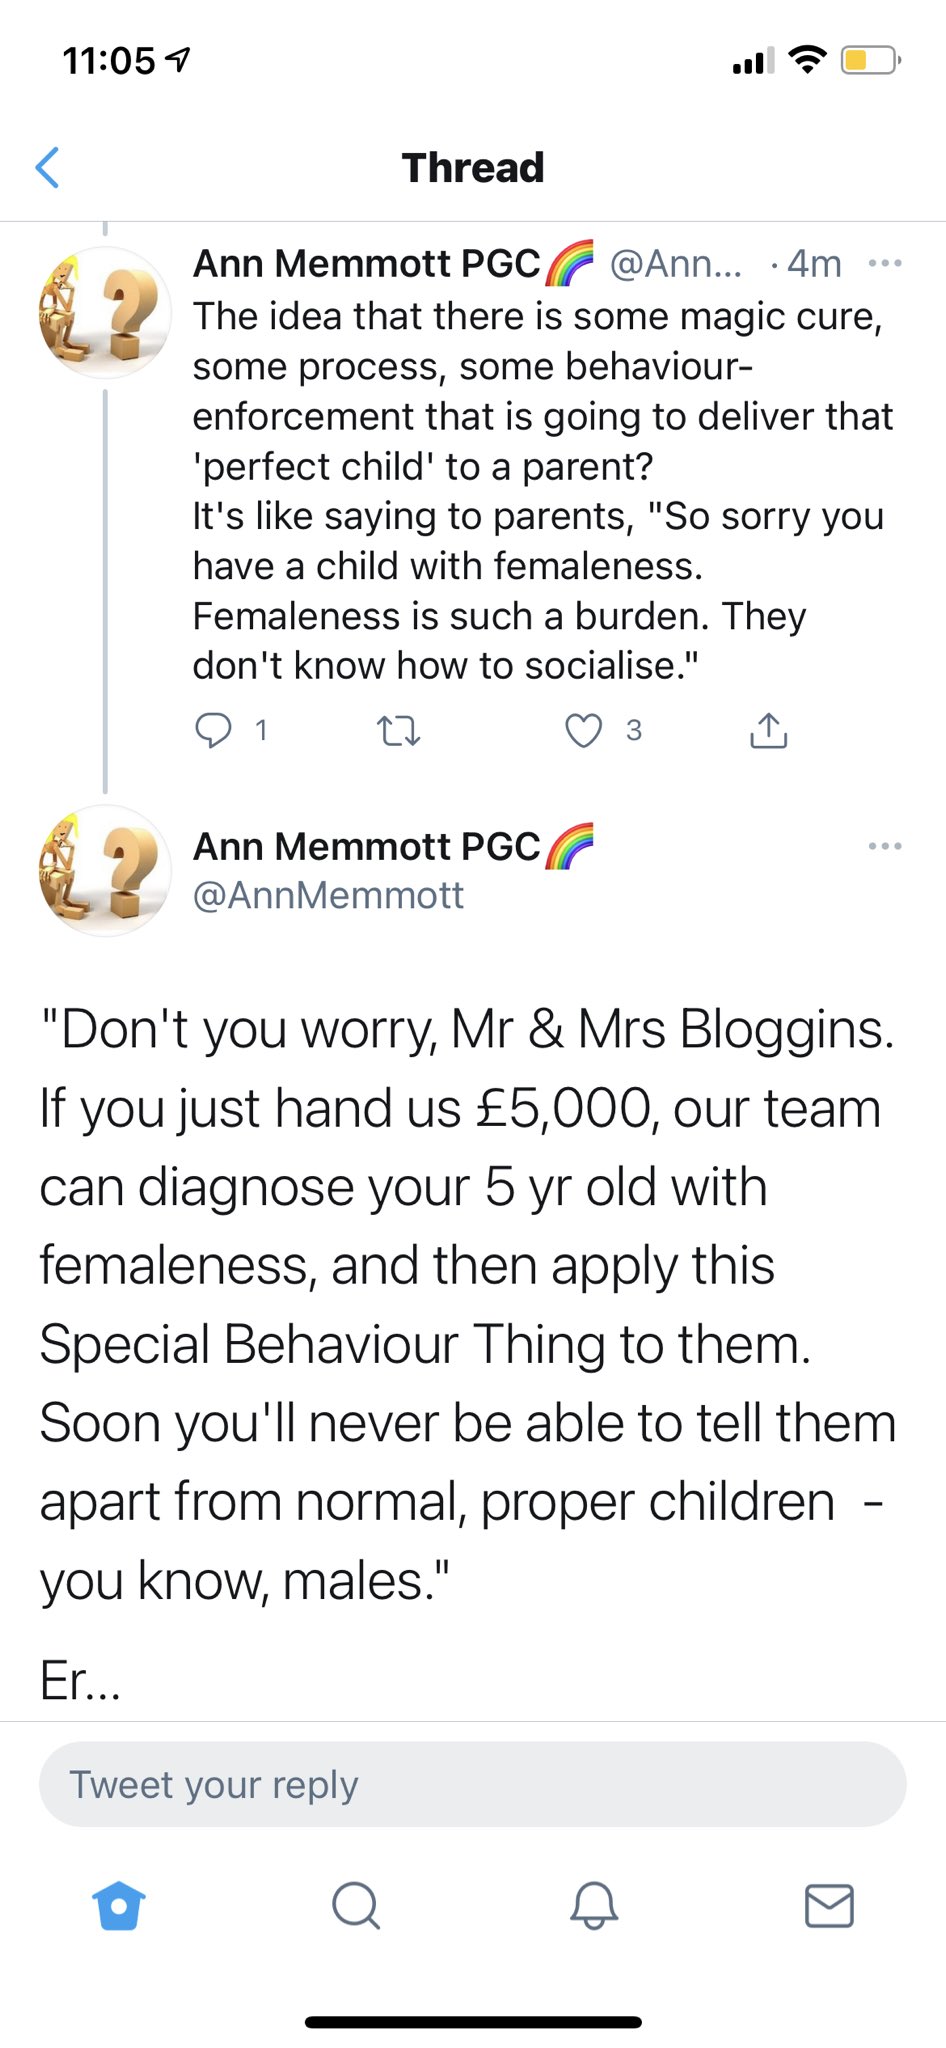 11:05
Thread
Ann Memmott PGC🌈 @Ann... · 4m
The idea that there is some magic cure,
some process, some behaviour-
enforcement that is going to deliver that
'perfect child' to a parent?
It's like saying to parents, "So sorry you
have a child with femaleness.
Femaleness is such a burden. They
don't know how to socialise."
1 3
Ann Memmott PGC🌈
@AnnMemmott
"Don't you worry, Mr & Mrs Bloggins.
If you just hand us £5,000, our team
can diagnose your 5 yr old with
femaleness, and then apply this
Special Behaviour Thing to them.
Soon you'll never be able to tell them
apart from normal, proper children -
you know, males."
Er...
Tweet your reply